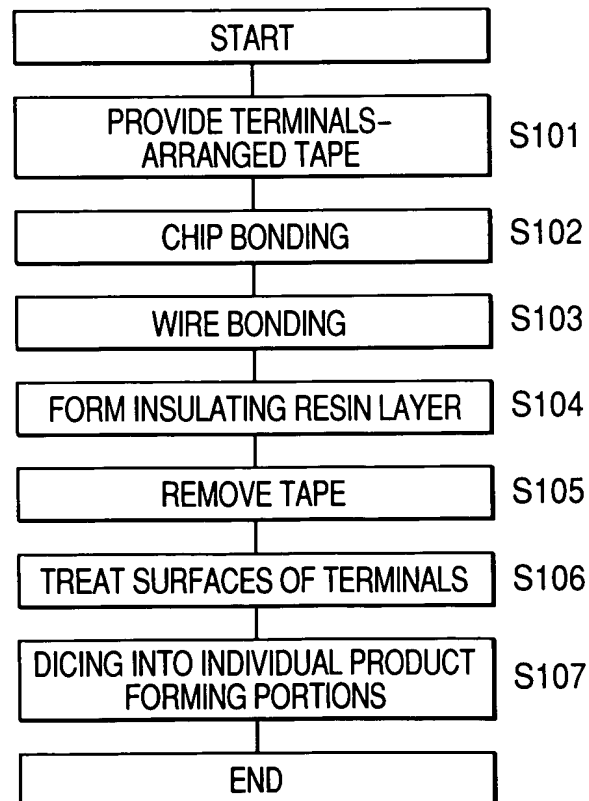 START
PROVIDE TERMINALS-
ARRANGED TAPE
S101
CHIP BONDING
S102
WIRE BONDING
S103
FORM INSULATING RESIN LAYER
S104
REMOVE TAPE
S105
TREAT SURFACES OF TERMINALS
S106
DICING INTO INDIVIDUAL PRODUCT
FORMING PORTIONS
S107
END